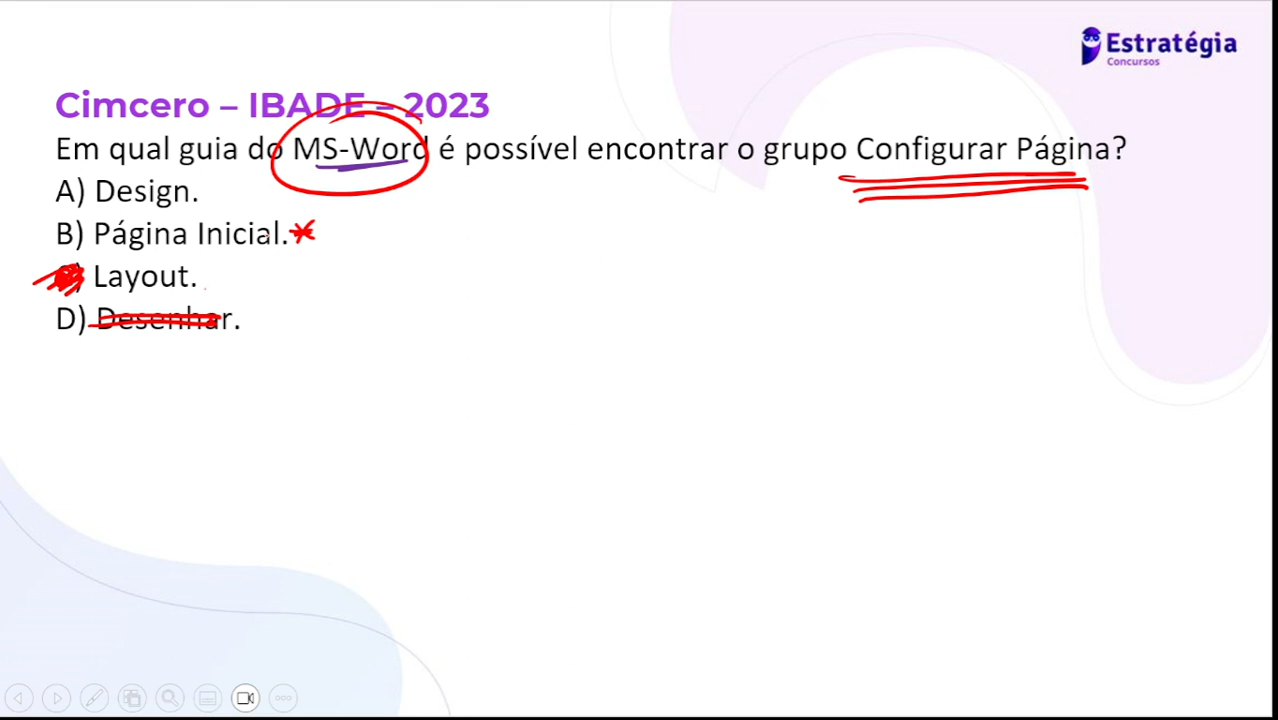 Estratégia
Concursos
Cimcero – IBADE – 2023
Em qual guia do MS-Word é possível encontrar o grupo Configurar Página?
A) Design.
B) Página Inicial.
) Layout.
D) Desenhar.